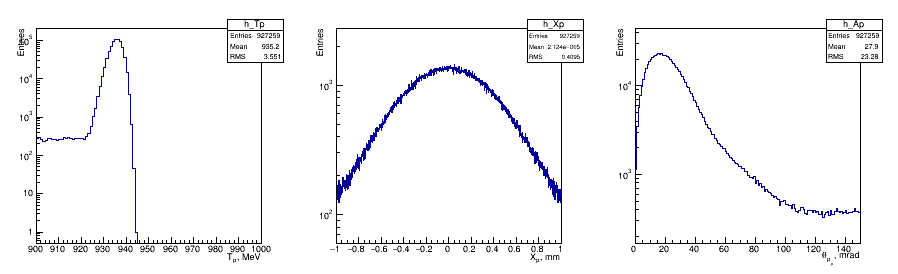 h_Tp
Entries 927259
Mean 935.2
RMS 3.551
Entries
10^5
10^4
10^3
10^2
10
1
900 910 920 930 940 950 960 970 980 990 1000
T_p, MeV
h_Xp
Entries 927259
Mean 2.124e-005
RMS 0.4095
Entries
10^3
10^2
−1 −0.8 −0.6 −0.4 −0.2 0 0.2 0.4 0.6 0.8 1
X_p, mm
h_Ap
Entries 927259
Mean 27.9
RMS 23.28
Entries
10^4
10^3
0 20 40 60 80 100 120 140
θ_p, mrad